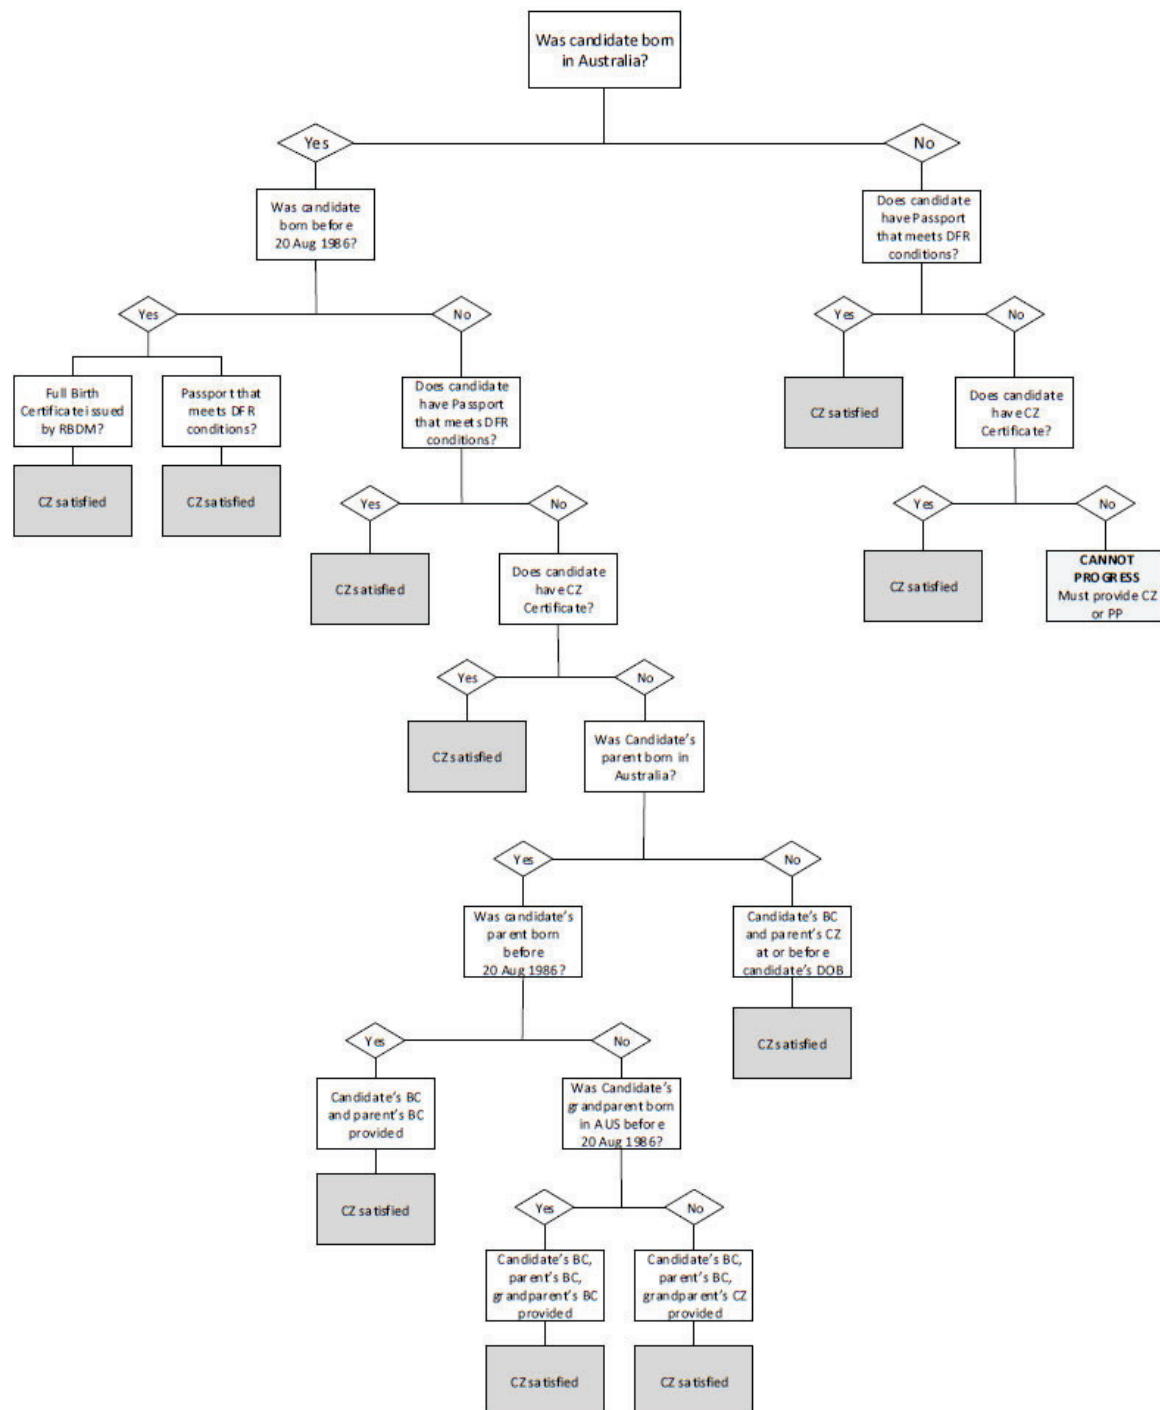 Was candidate born
in Australia?
Yes
No
Was candidate
born before
20 Aug 1986?
Does candidate
have Passport
that meets DFR
conditions?
Yes
No
Yes
No
Full Birth
Certificate issued
by RBDM?
Passport that
meets DFR
conditions?
Does candidate
have Passport
that meets DFR
conditions?
CZ satisfied
Does candidate
have CZ
Certificate?
CZ satisfied
CZ satisfied
Yes
No
Yes
No
CZ satisfied
Does candidate
have CZ
Certificate?
CZ satisfied
CANNOT
PROGRESS
Must provide CZ
or PP
Yes
No
CZ satisfied
Was Candidate's
parent born in
Australia?
Yes
No
Was candidate's
parent born
before
20 Aug 1986?
Candidate's BC
and parent's CZ
at or before
candidate's DOB
Yes
No
CZ satisfied
Candidate's BC
and parent's BC
provided
Was Candidate's
grandparent born
in AUS before
20 Aug 1986?
CZ satisfied
Yes
No
Candidate's BC,
parent's BC,
grandparent's BC
provided
Candidate's BC,
parent's BC,
grandparent's CZ
provided
CZ satisfied
CZ satisfied